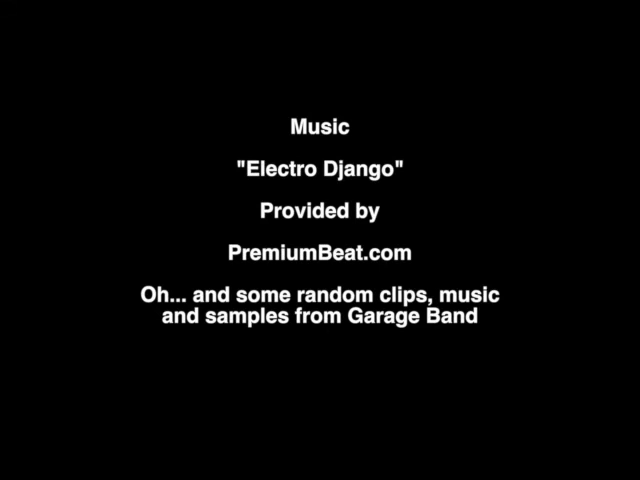 Music
"Electro Django"
Provided by
PremiumBeat.com
Oh... and some random clips, music
and samples from Garage Band